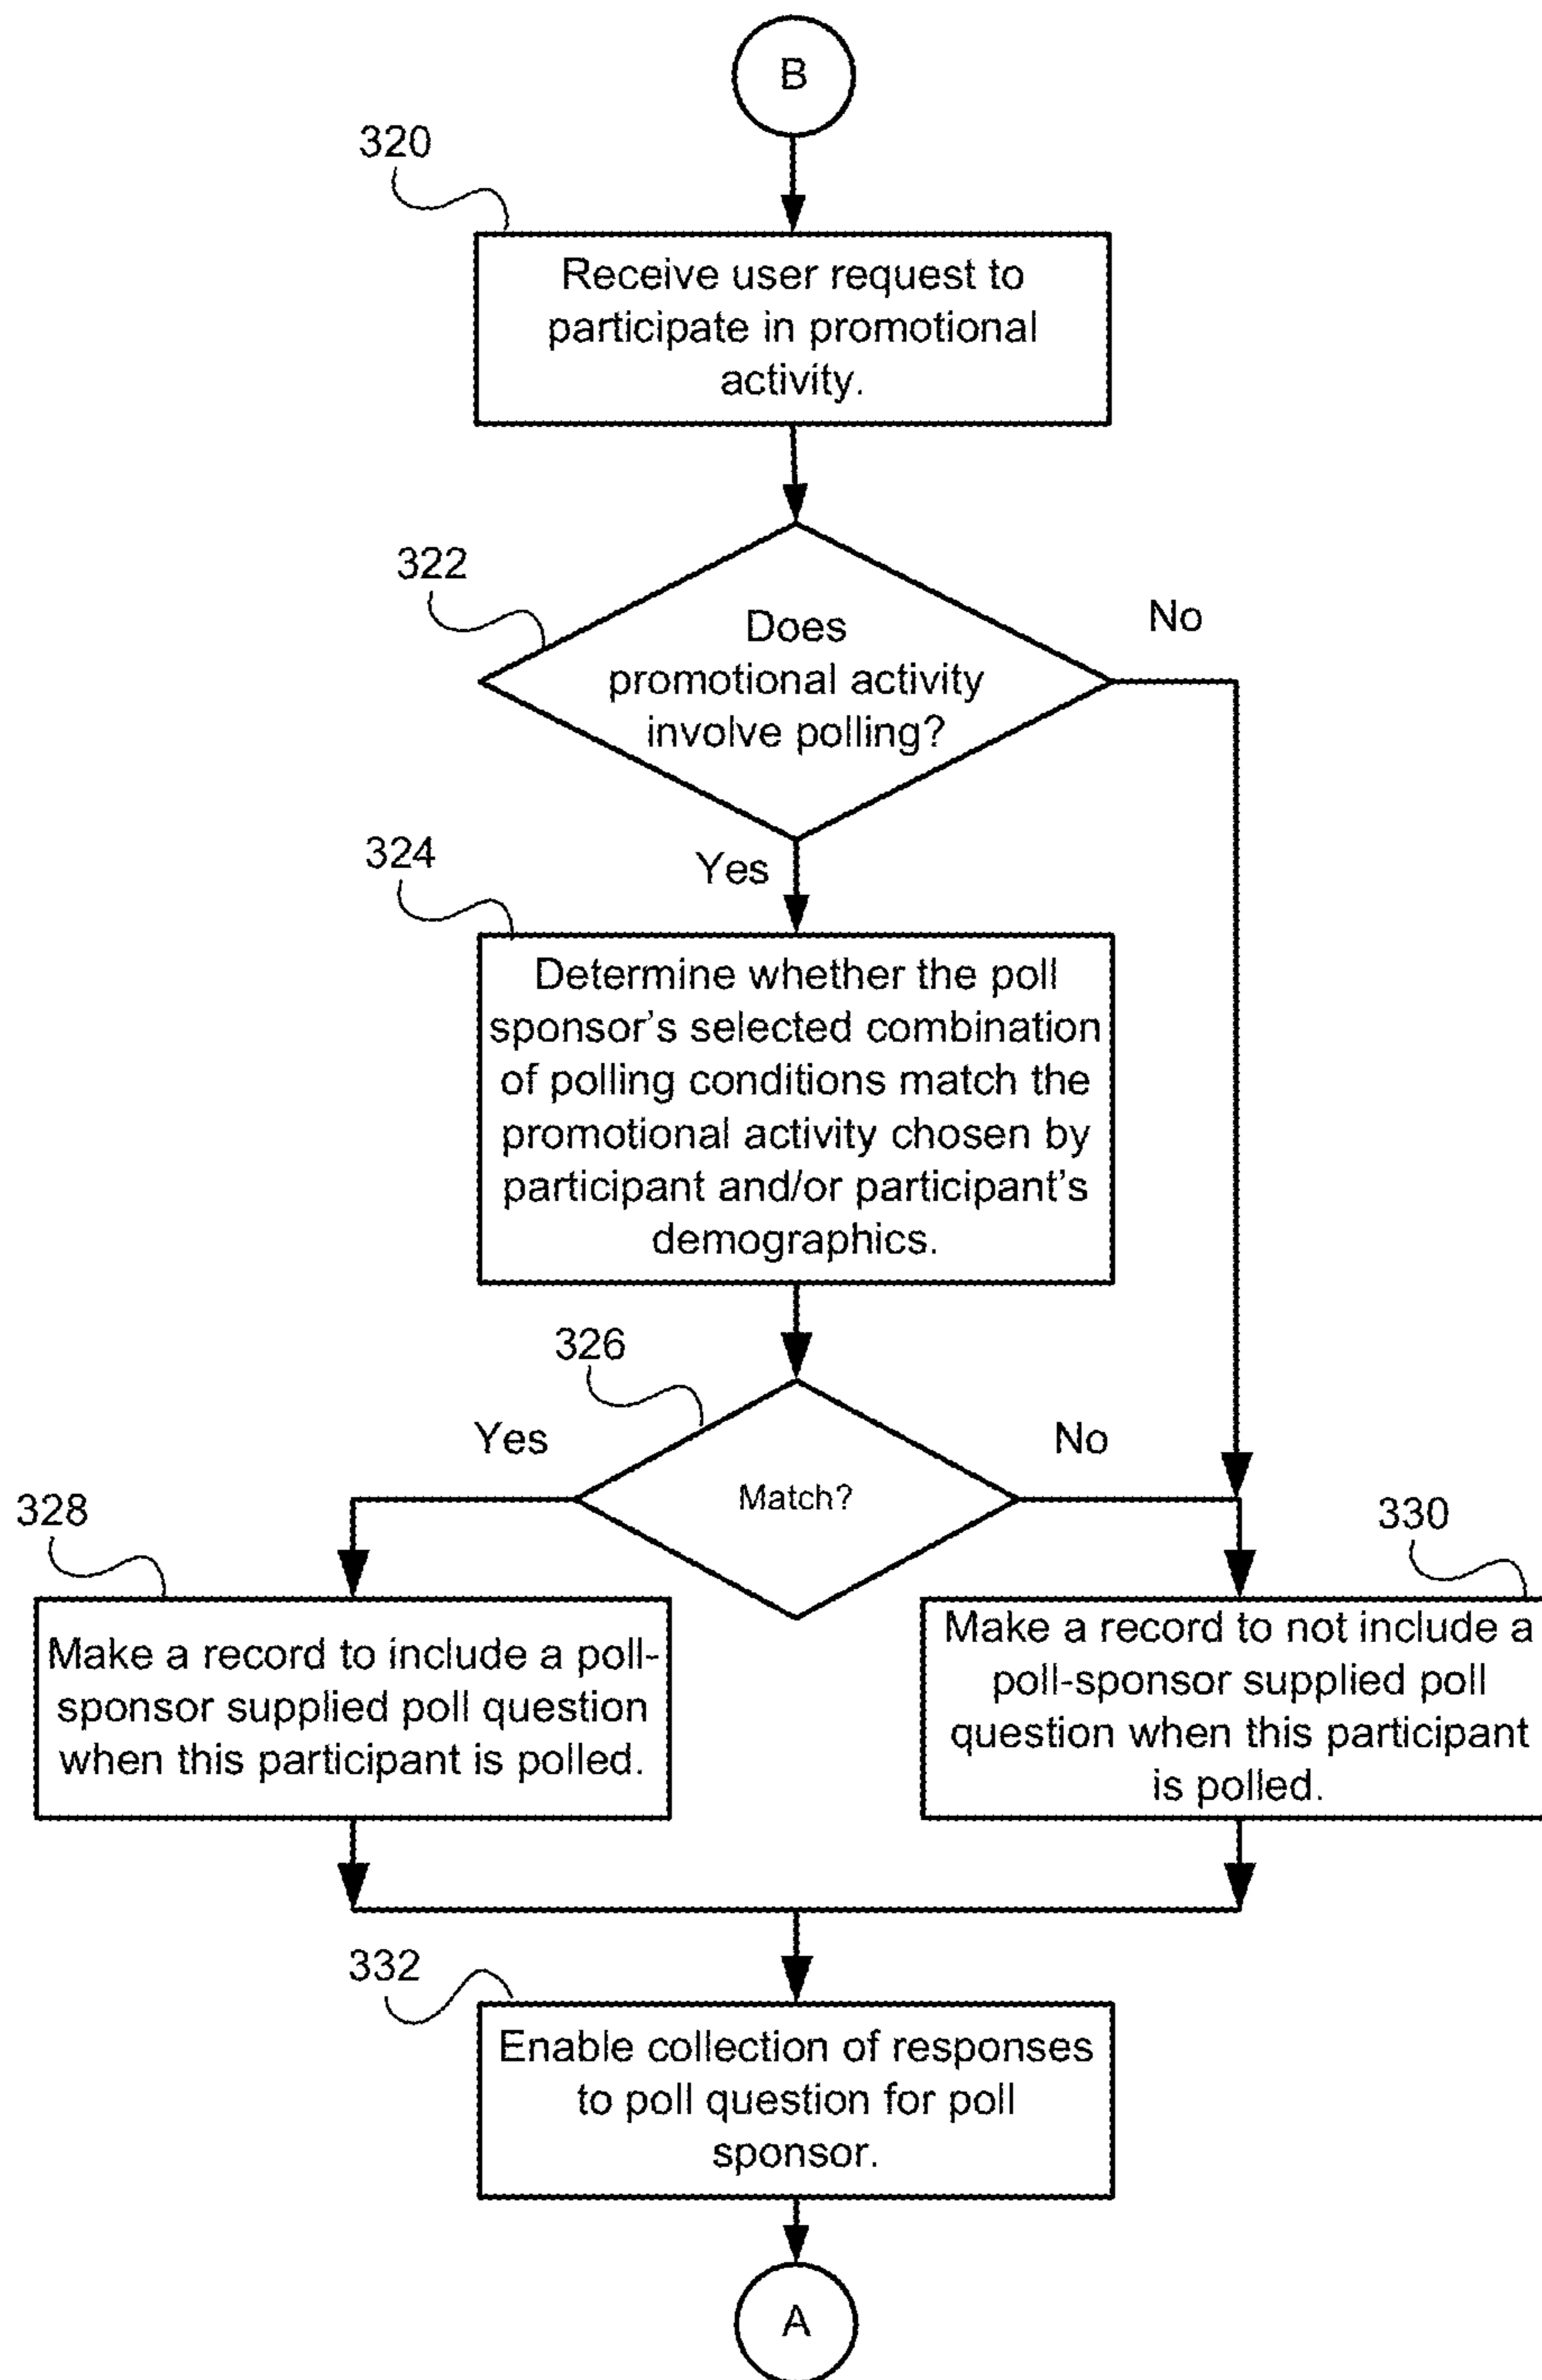 B
320
Receive user request to
participate in promotional
activity.
322
Does
promotional activity
involve polling?
No
Yes
324
Determine whether the poll
sponsor's selected combination
of polling conditions match the
promotional activity chosen by
participant and/or participant's
demographics.
326
Yes
Match?
No
328
Make a record to include a poll-
sponsor supplied poll question
when this participant is polled.
330
Make a record to not include a
poll-sponsor supplied poll
question when this participant
is polled.
332
Enable collection of responses
to poll question for poll
sponsor.
A